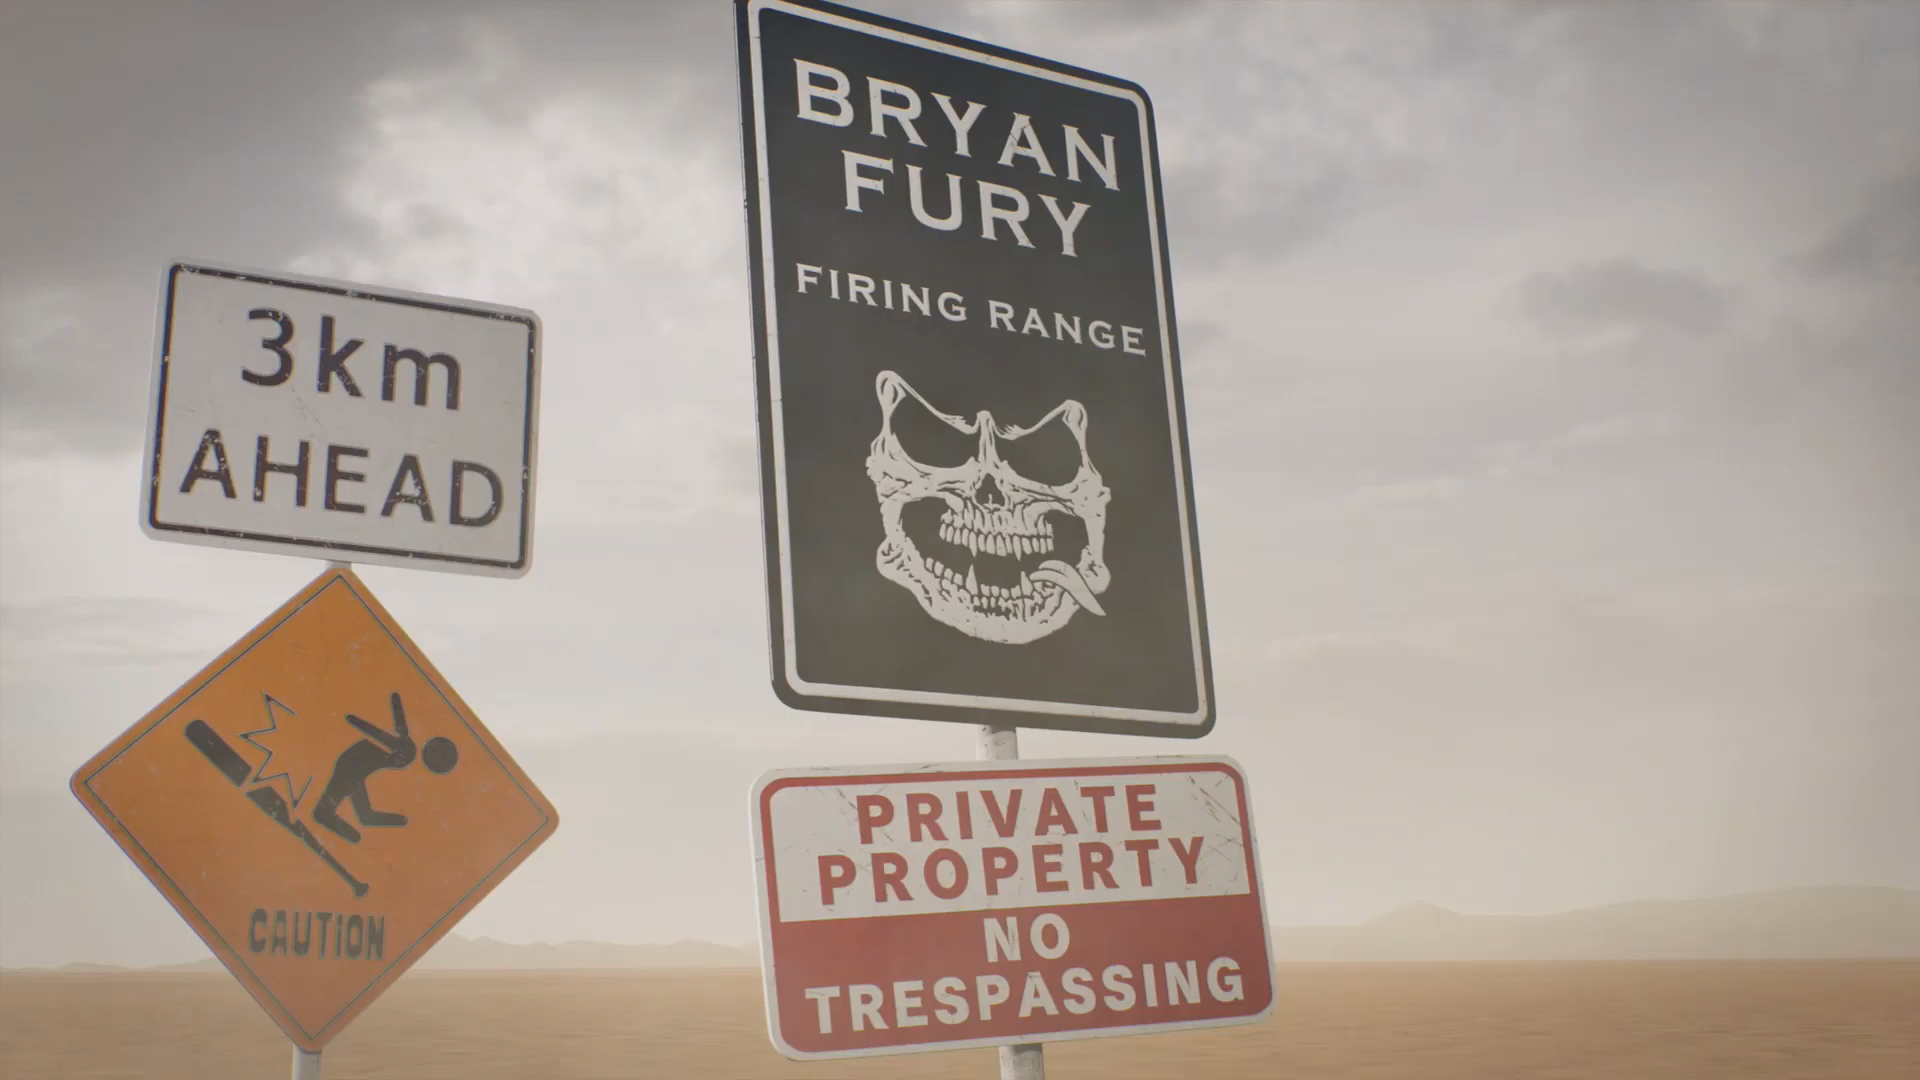 3km
AHEAD
CAUTiON
BRYAN
FURY
FIRING RANGE
PRIVATE
PROPERTY
NO
TRESPASSING